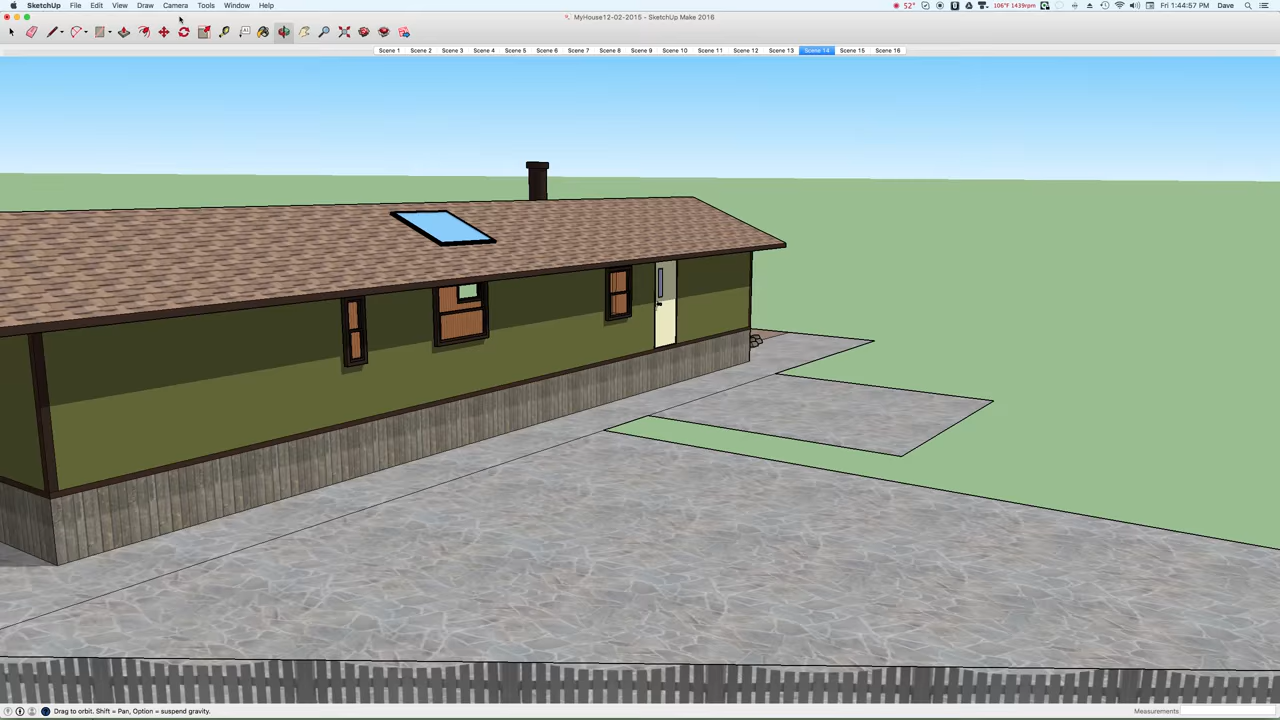 SketchUp File Edit View Draw Camera Tools Window Help 52° 106°F 1439rpm Fri 1:44:57 PM Dave
MyHouse12-02-2015 - SketchUp Make 2016
Scene 1 Scene 2 Scene 3 Scene 4 Scene 5 Scene 6 Scene 7 Scene 8 Scene 9 Scene 10 Scene 11 Scene 12 Scene 13 Scene 14 Scene 15 Scene 16
Drag to orbit. Shift = Pan, Option = suspend gravity. Measurements